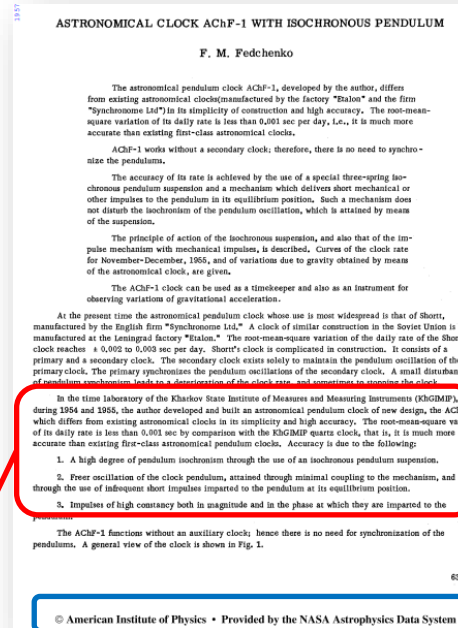 1957
ASTRONOMICAL CLOCK AChF-1 WITH ISOCHRONOUS PENDULUM
F. M. Fedchenko
The astronomical pendulum clock AChF-1, developed by the author, differs
from existing astronomical clocks(manufactured by the factory "Etalon" and the firm
"Synchronome Ltd") in its simplicity of construction and high accuracy. The root-mean-
square variation of its daily rate is less than 0.001 sec per day, i.e., it is much more
accurate than existing first-class astronomical clocks.
AChF-1 works without a secondary clock; therefore, there is no need to synchro-
nize the pendulums.
The accuracy of its rate is achieved by the use of a special three-spring iso-
chronous pendulum suspension and a mechanism which delivers short mechanical or
other impulses to the pendulum in its equilibrium position. Such a mechanism does
not disturb the isochronism of the pendulum oscillation, which is attained by means
of the suspension.
The principle of action of the isochronous suspension, and also that of the im-
pulse mechanism with mechanical impulses, is described. Curves of the clock rate
for November-December, 1955, and of variations due to gravity obtained by means
of the astronomical clock, are given.
The AChF-1 clock can be used as a timekeeper and also as an instrument for
observing variations of gravitational acceleration.
At the present time the astronomical pendulum clock whose use is most widespread is that of Shortt,
manufactured by the English firm "Synchronome Ltd." A clock of similar construction in the Soviet Union is
manufactured at the Leningrad factory "Etalon." The root-mean-square variation of the daily rate of the Shor
clock reaches ± 0.002 to 0.003 sec per day. Shortt's clock is complicated in construction. It consists of a
primary and a secondary clock. The secondary clock exists solely to maintain the pendulum oscillation of the
primary clock. The primary synchronizes the pendulum oscillations of the secondary clock. A small disturban
of pendulum synchronism leads to a deterioration of the clock rate, and sometimes to stopping the clock.
In the time laboratory of the Kharkov State Institute of Measures and Measuring Instruments (KhGIMIP),
during 1954 and 1955, the author developed and built an astronomical pendulum clock of new design, the ACh
which differs from existing astronomical clocks in its simplicity and high accuracy. The root-mean-square va
of its daily rate is less than 0.001 sec by comparison with the KhGIMIP quartz clock, that is, it is much more
accurate than existing first-class astronomical pendulum clocks. Accuracy is due to the following:
1. A high degree of pendulum isochronism through the use of an isochronous pendulum suspension.
2. Freer oscillation of the clock pendulum, attained through minimal coupling to the mechanism, and
through the use of infrequent short impulses imparted to the pendulum at its equilibrium position.
3. Impulses of high constancy both in magnitude and in the phase at which they are imparted to the
pendulum.
The AChF-1 functions without an auxiliary clock; hence there is no need for synchronization of the
pendulums. A general view of the clock is shown in Fig. 1.
63
© American Institute of Physics • Provided by the NASA Astrophysics Data System